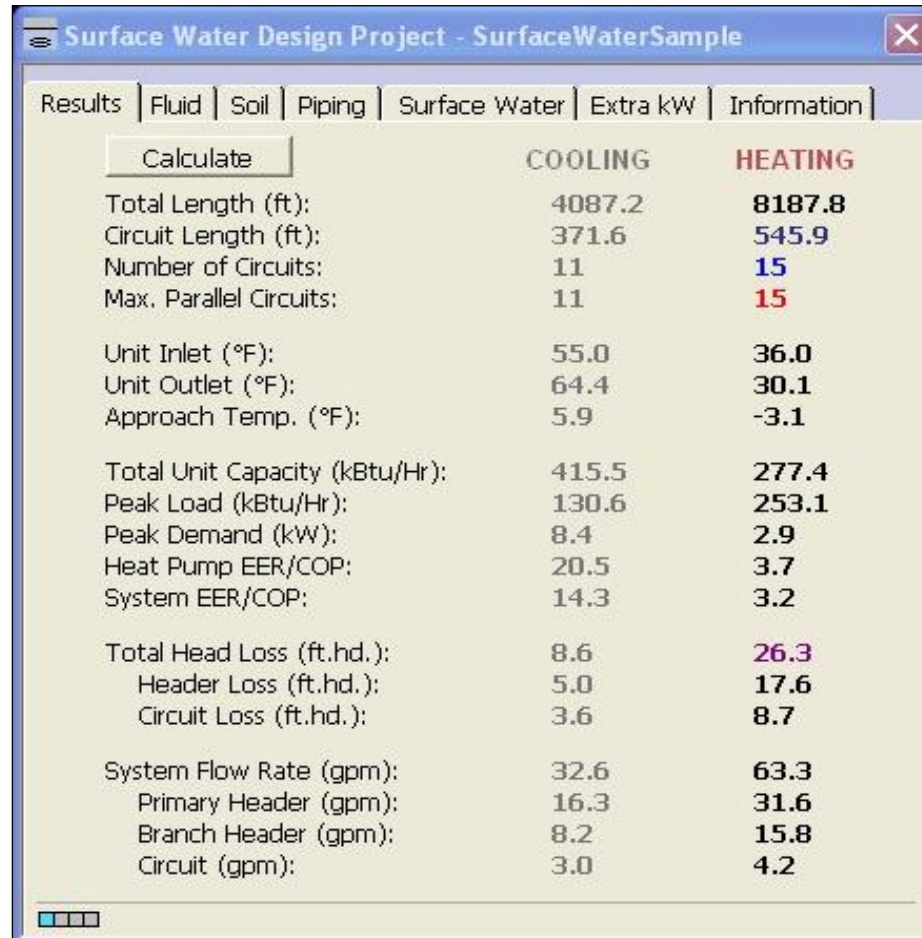 Surface Water Design Project - SurfaceWaterSample
Results Fluid Soil Piping Surface Water Extra kW Information
Calculate COOLING HEATING
Total Length (ft): 4087.2 8187.8
Circuit Length (ft): 371.6 545.9
Number of Circuits: 11 15
Max. Parallel Circuits: 11 15
Unit Inlet (°F): 55.0 36.0
Unit Outlet (°F): 64.4 30.1
Approach Temp. (°F): 5.9 -3.1
Total Unit Capacity (kBtu/Hr): 415.5 277.4
Peak Load (kBtu/Hr): 130.6 253.1
Peak Demand (kW): 8.4 2.9
Heat Pump EER/COP: 20.5 3.7
System EER/COP: 14.3 3.2
Total Head Loss (ft.hd.): 8.6 26.3
Header Loss (ft.hd.): 5.0 17.6
Circuit Loss (ft.hd.): 3.6 8.7
System Flow Rate (gpm): 32.6 63.3
Primary Header (gpm): 16.3 31.6
Branch Header (gpm): 8.2 15.8
Circuit (gpm): 3.0 4.2